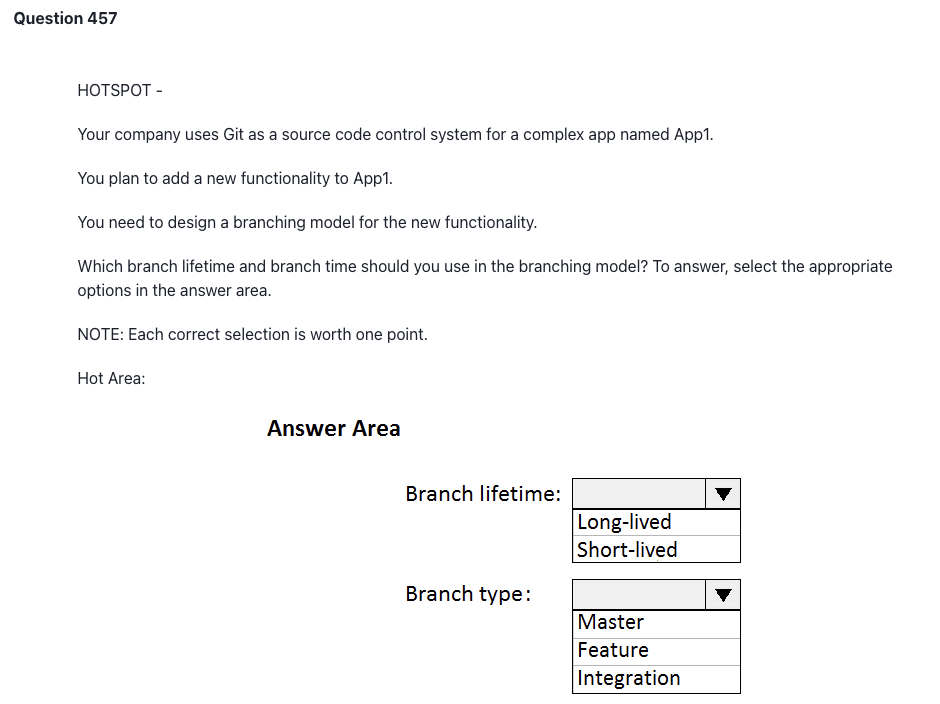 Question 457
HOTSPOT -
Your company uses Git as a source code control system for a complex app named App1.
You plan to add a new functionality to App1.
You need to design a branching model for the new functionality.
Which branch lifetime and branch time should you use in the branching model? To answer, select the appropriate
options in the answer area.
NOTE: Each correct selection is worth one point.
Hot Area:
Answer Area
Branch lifetime:
Long-lived
Short-lived
Branch type:
Master
Feature
Integration